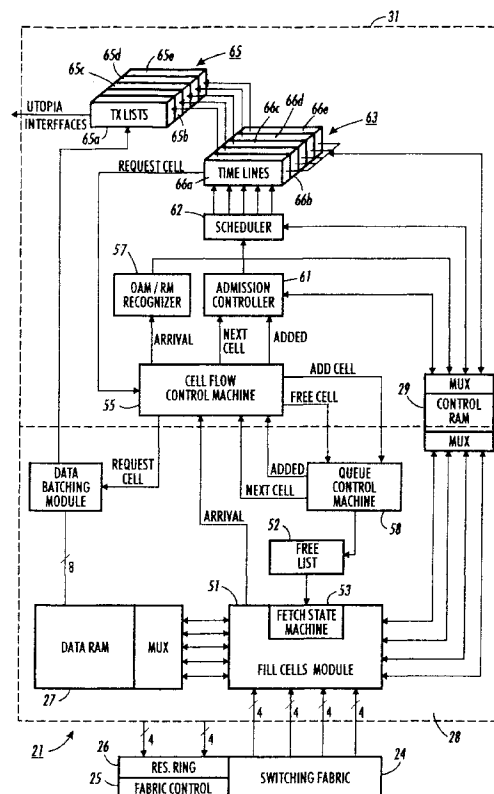 31
65
65e
65d
65c
UTOPIA
INTERFFACES
TX LISTS
65b
65a
66e
66d
66c
63
REQUEST CELL
TIME LINES
66a
66b
62
SCHEDULER
57
OAM / RM
RECOGNIZER
ADMISSION
CONTROLLER
61
ARRIVAL
NEXT
CELL
ADDED
CELL FLOW
CONTROL MACHINE
55
ADD CELL
FREE CELL
29
MUX
CONTROL
RAM
MUX
DATA
BATCHING
MODULE
REQUEST
CELL
ADDED
NEXT CELL
QUEUE
CONTROL
MACHINE
58
ARRIVAL
52
FREE
LIST
8
51
53
FETCH STATE
MACHINE
DATA RAM
MUX
FILL CELLS MODULE
27
4
4
4
4
4
4
28
21
26
RES. RING
25
FABRIC CONTROL
SWITCHING FABRIC
24